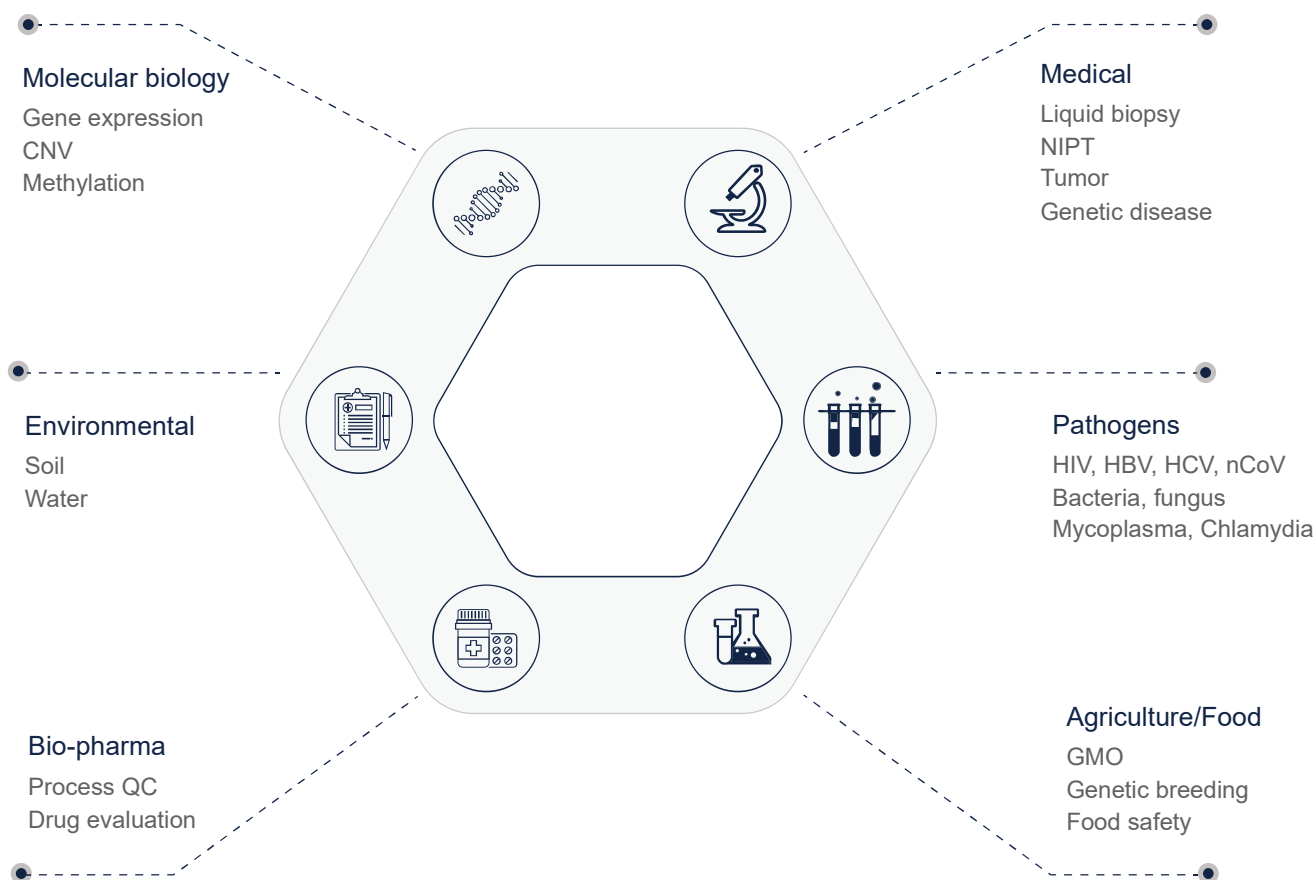 Molecular biology
Gene expression
CNV
Methylation
Medical
Liquid biopsy
NIPT
Tumor
Genetic disease
Environmental
Soil
Water
Pathogens
HIV, HBV, HCV, nCoV
Bacteria, fungus
Mycoplasma, Chlamydia
Bio-pharma
Process QC
Drug evaluation
Agriculture/Food
GMO
Genetic breeding
Food safety